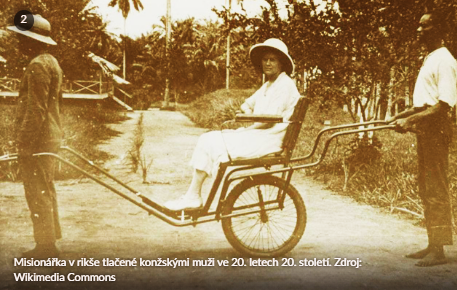 2
Misionářka v rikše tlačené konžskými muži ve 20. letech 20. století. Zdroj:
Wikimedia Commons